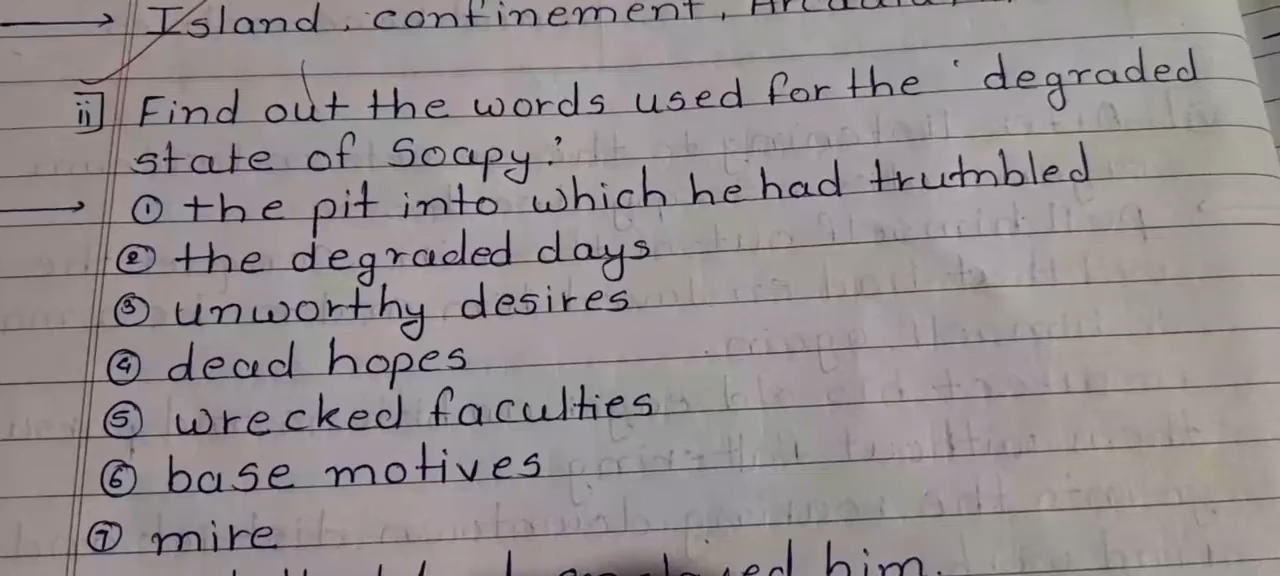 → Island, confinement,
ii] Find out the words used for the 'degraded
state of Soapy'.
→ ① the pit into which he had trumbled
② the degraded days
③ unworthy desires
④ dead hopes
⑤ wrecked faculties
⑥ base motives
⑦ mire
him.